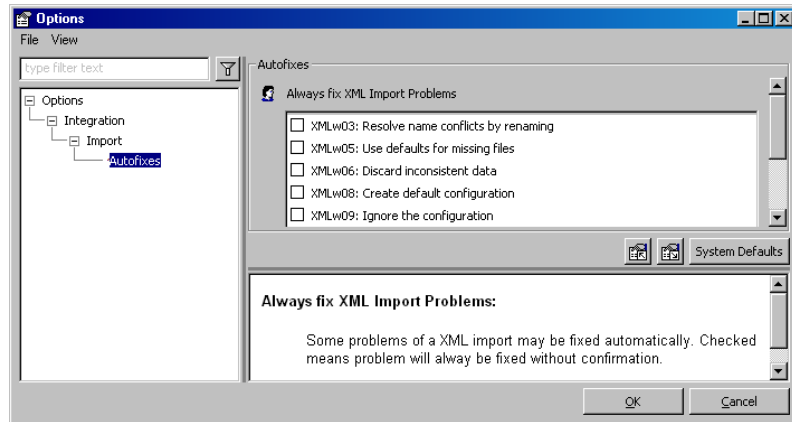 Options
File View
type filter text
Options
Integration
Import
Autofixes
Autofixes
Always fix XML Import Problems
XMLw03: Resolve name conflicts by renaming
XMLw05: Use defaults for missing files
XMLw06: Discard inconsistent data
XMLw08: Create default configuration
XMLw09: Ignore the configuration
System Defaults
Always fix XML Import Problems:
Some problems of a XML import may be fixed automatically. Checked
means problem will alway be fixed without confirmation.
OK Cancel